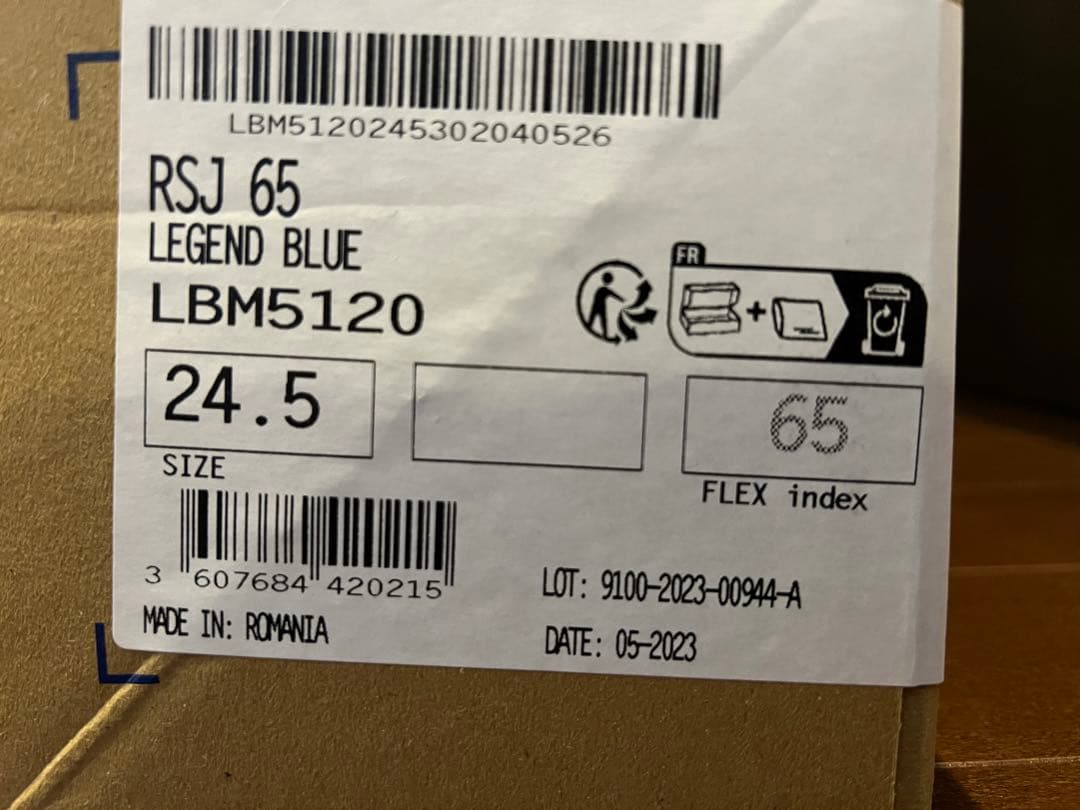 LBM5120245302040526
RSJ 65
LEGEND BLUE
LBM5120
FR
24.5
65
SIZE
FLEX index
3 607684 420215
LOT: 9100-2023-00944-A
MADE IN: ROMANIA
DATE: 05-2023